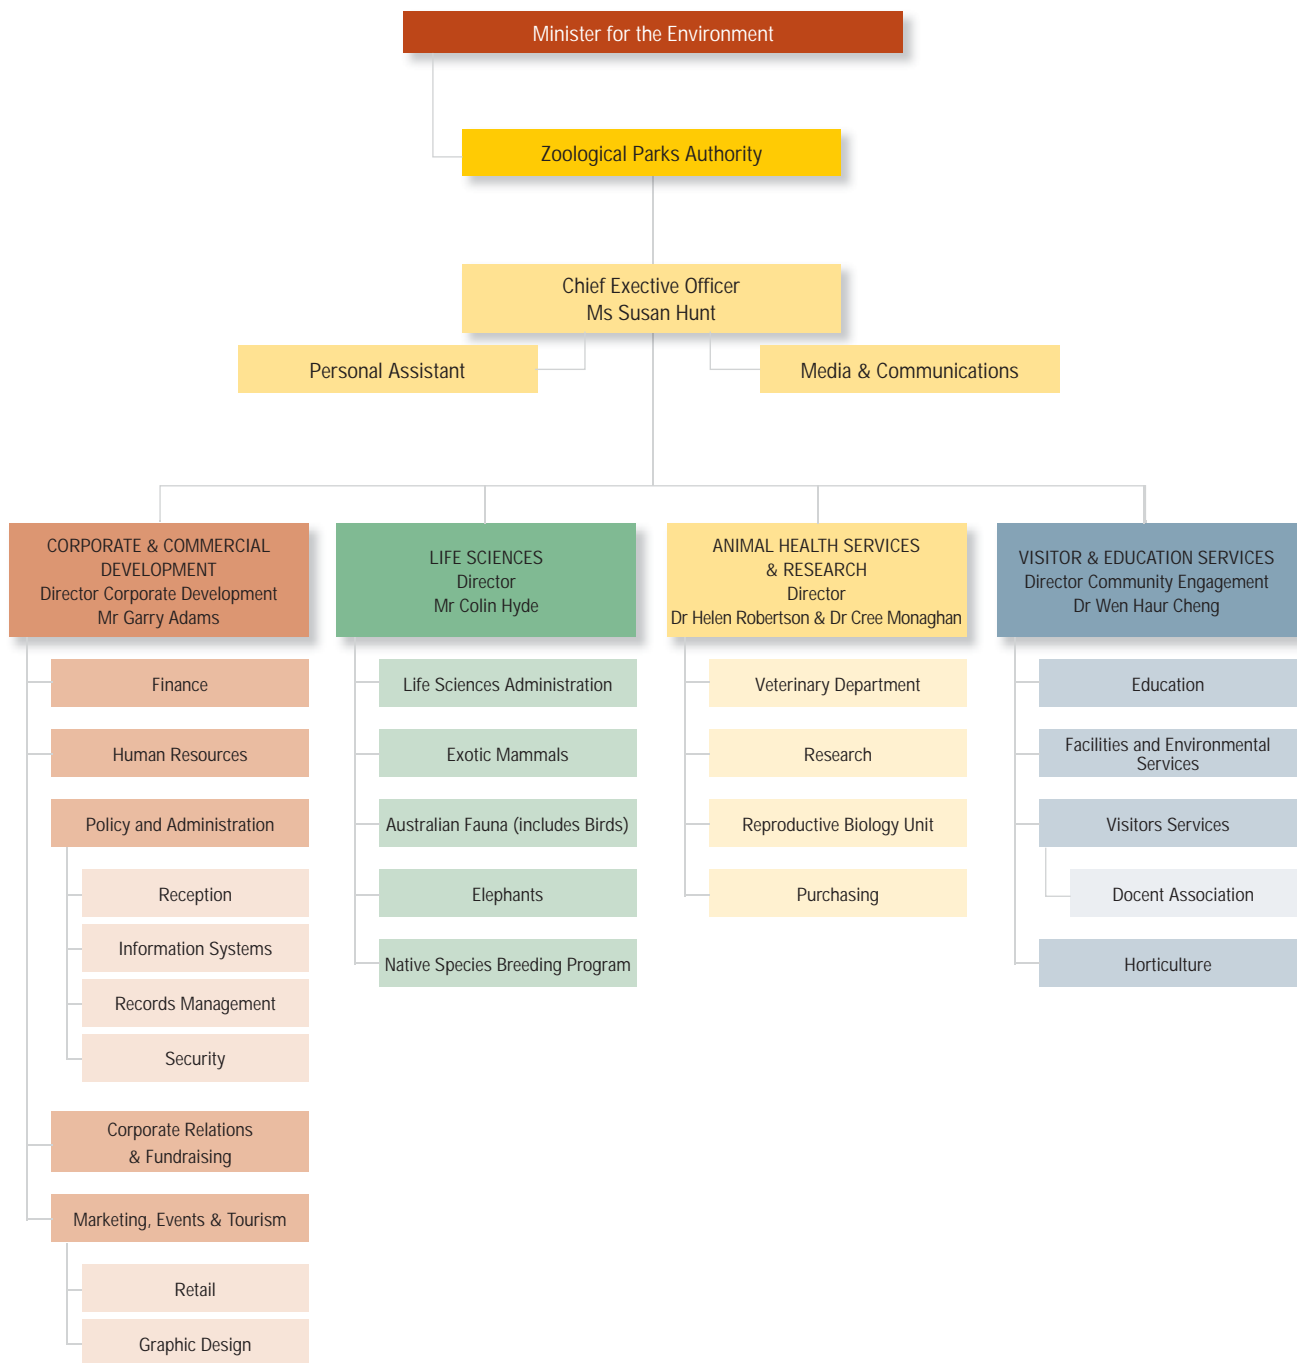 Minister for the Environment
Zoological Parks Authority
Chief Exective Officer
Ms Susan Hunt
Personal Assistant
Media & Communications
CORPORATE & COMMERCIAL
DEVELOPMENT
Director Corporate Development
Mr Garry Adams
Finance
Human Resources
Policy and Administration
Reception
Information Systems
Records Management
Security
Corporate Relations
& Fundraising
Marketing, Events & Tourism
Retail
Graphic Design
LIFE SCIENCES
Director
Mr Colin Hyde
Life Sciences Administration
Exotic Mammals
Australian Fauna (includes Birds)
Elephants
Native Species Breeding Program
ANIMAL HEALTH SERVICES
& RESEARCH
Director
Dr Helen Robertson & Dr Cree Monaghan
Veterinary Department
Research
Reproductive Biology Unit
Purchasing
VISITOR & EDUCATION SERVICES
Director Community Engagement
Dr Wen Haur Cheng
Education
Facilities and Environmental
Services
Visitors Services
Docent Association
Horticulture